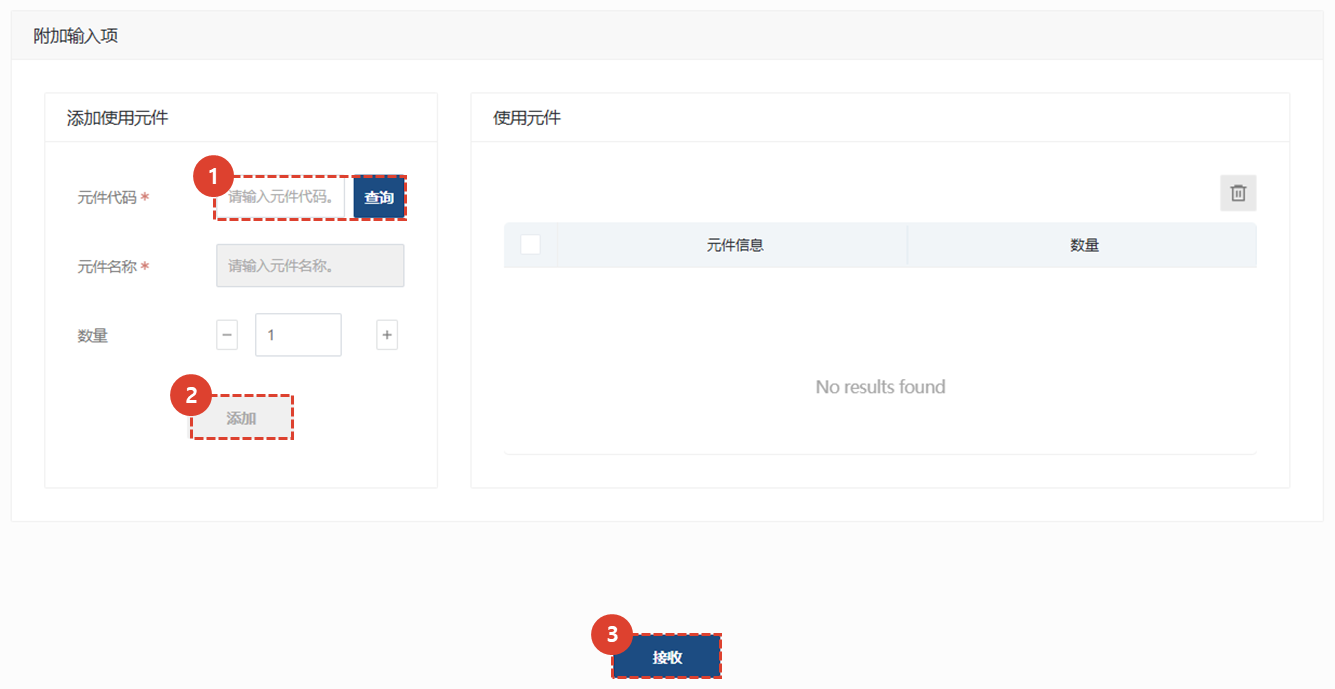 附加输入项
添加使用元件
元件代码 *
1
请输入元件代码。
查询
元件名称 *
请输入元件名称。
数量
−
1
+
2
添加
使用元件
元件信息
数量
No results found
3
接收